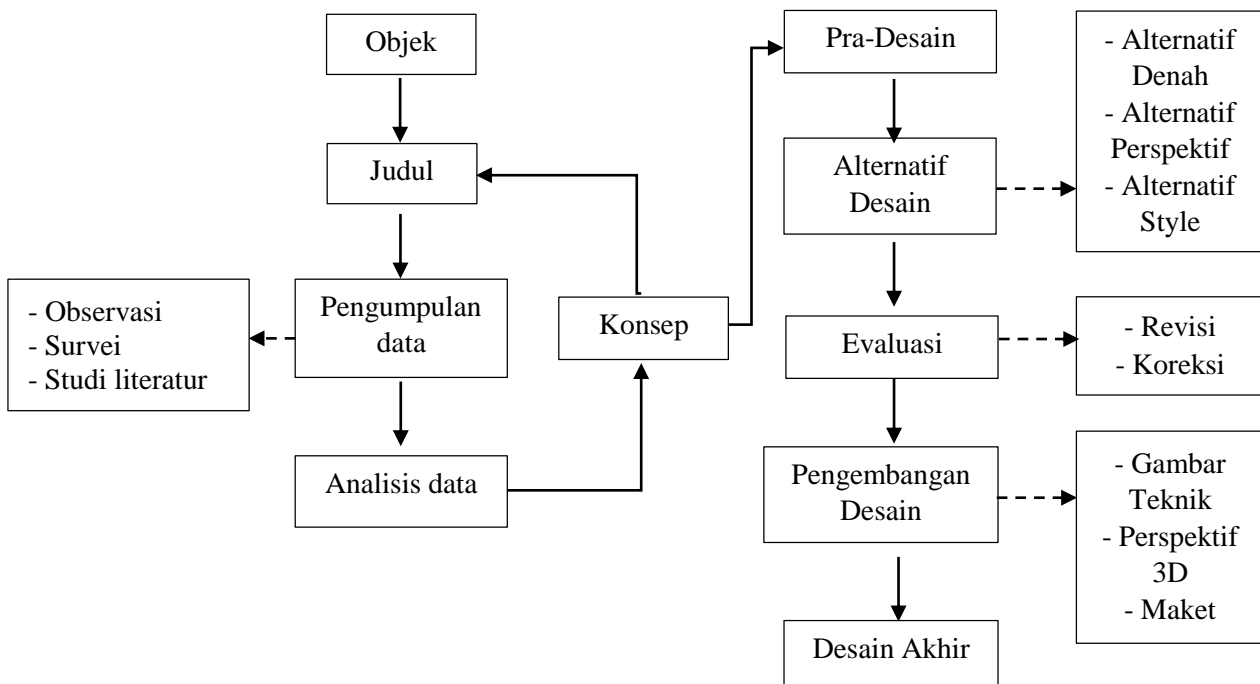 Objek
Judul
Pengumpulan
data
- Observasi
- Survei
- Studi literatur
Analisis data
Konsep
Pra-Desain
Alternatif
Desain
- Alternatif
Denah
- Alternatif
Perspektif
- Alternatif
Style
Evaluasi
- Revisi
- Koreksi
Pengembangan
Desain
- Gambar
Teknik
- Perspektif
3D
- Maket
Desain Akhir